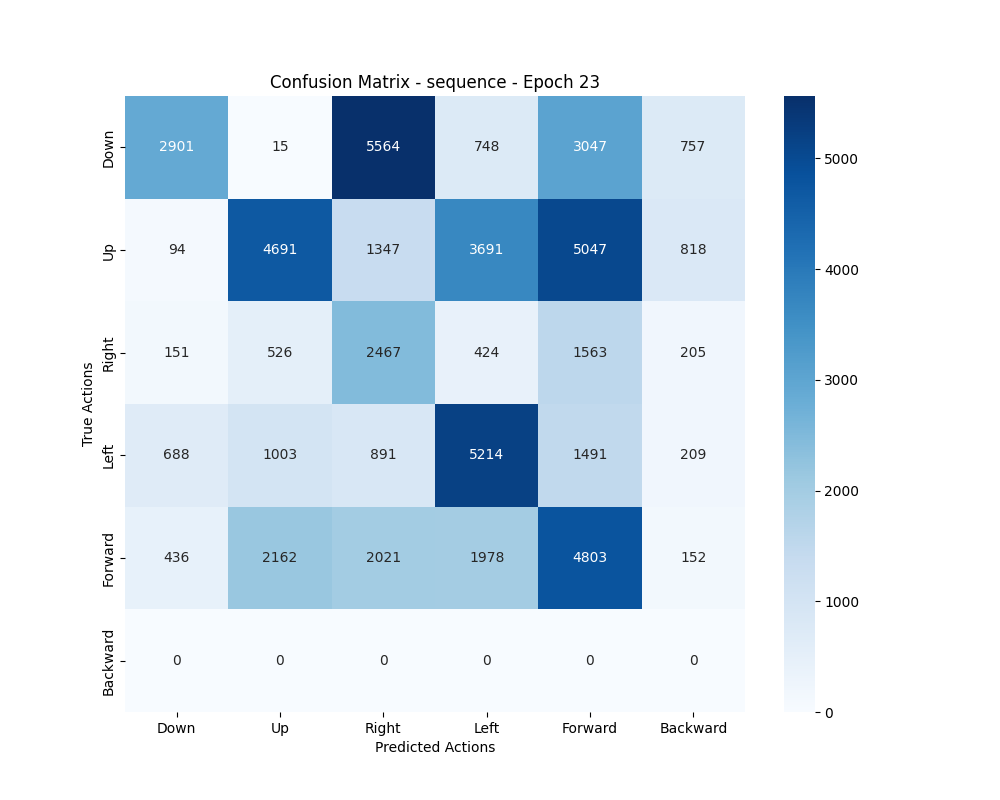 Confusion Matrix - sequence - Epoch 23
True Actions
Down 2901 15 5564 748 3047 757
Up 94 4691 1347 3691 5047 818
Right 151 526 2467 424 1563 205
Left 688 1003 891 5214 1491 209
Forward 436 2162 2021 1978 4803 152
Backward 0 0 0 0 0 0
Down Up Right Left Forward Backward
Predicted Actions
5000
4000
3000
2000
1000
0